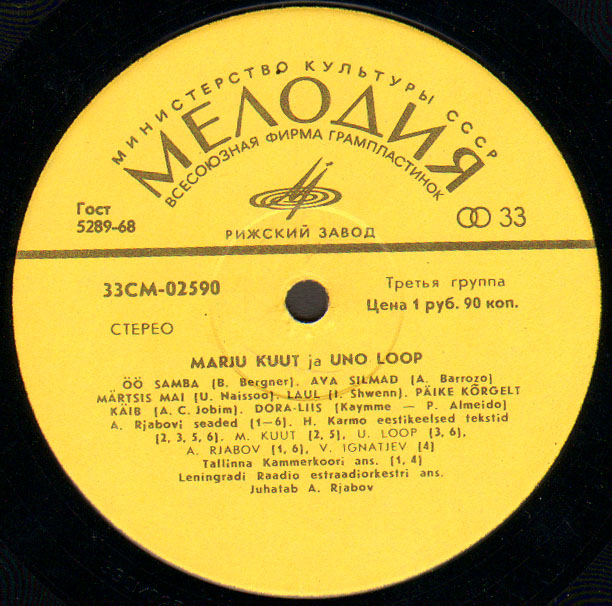 МИНИСТЕРСТВО КУЛЬТУРЫ СССР
МЕЛОДИЯ
ВСЕСОЮЗНАЯ ФИРМА ГРАМПЛАСТИНОК
Гост
5289-68
33
РИЖСКИЙ ЗАВОД
33СМ-02590
Третья группа
Цена 1 руб. 90 коп.
СТЕРЕО
MARJU KUUT ja UNO LOOP
ÖÖ SAMBA (B. Bergner). AVA SILMAD (A. Barrozo)
MÄRTSIS MAI (U. Naissoo). LAUL (I. Shwenn). PÄIKE KÕRGELT
KÄIB (A. C. Jobim). DORA-LIIS (Kaymme — P. Almeido)
A. Rjabovi seaded (1—6). H. Karmo eestikeelsed tekstid
(2, 3, 5, 6). M. KUUT (2, 5), U. LOOP (3, 6),
A. RJABOV (1, 6), V. IGNATJEV (4)
Tallinna Kammerkoori ans. (1, 4)
Leningradi Raadio estraadiorkestri ans.
Juhatab A. Rjabov